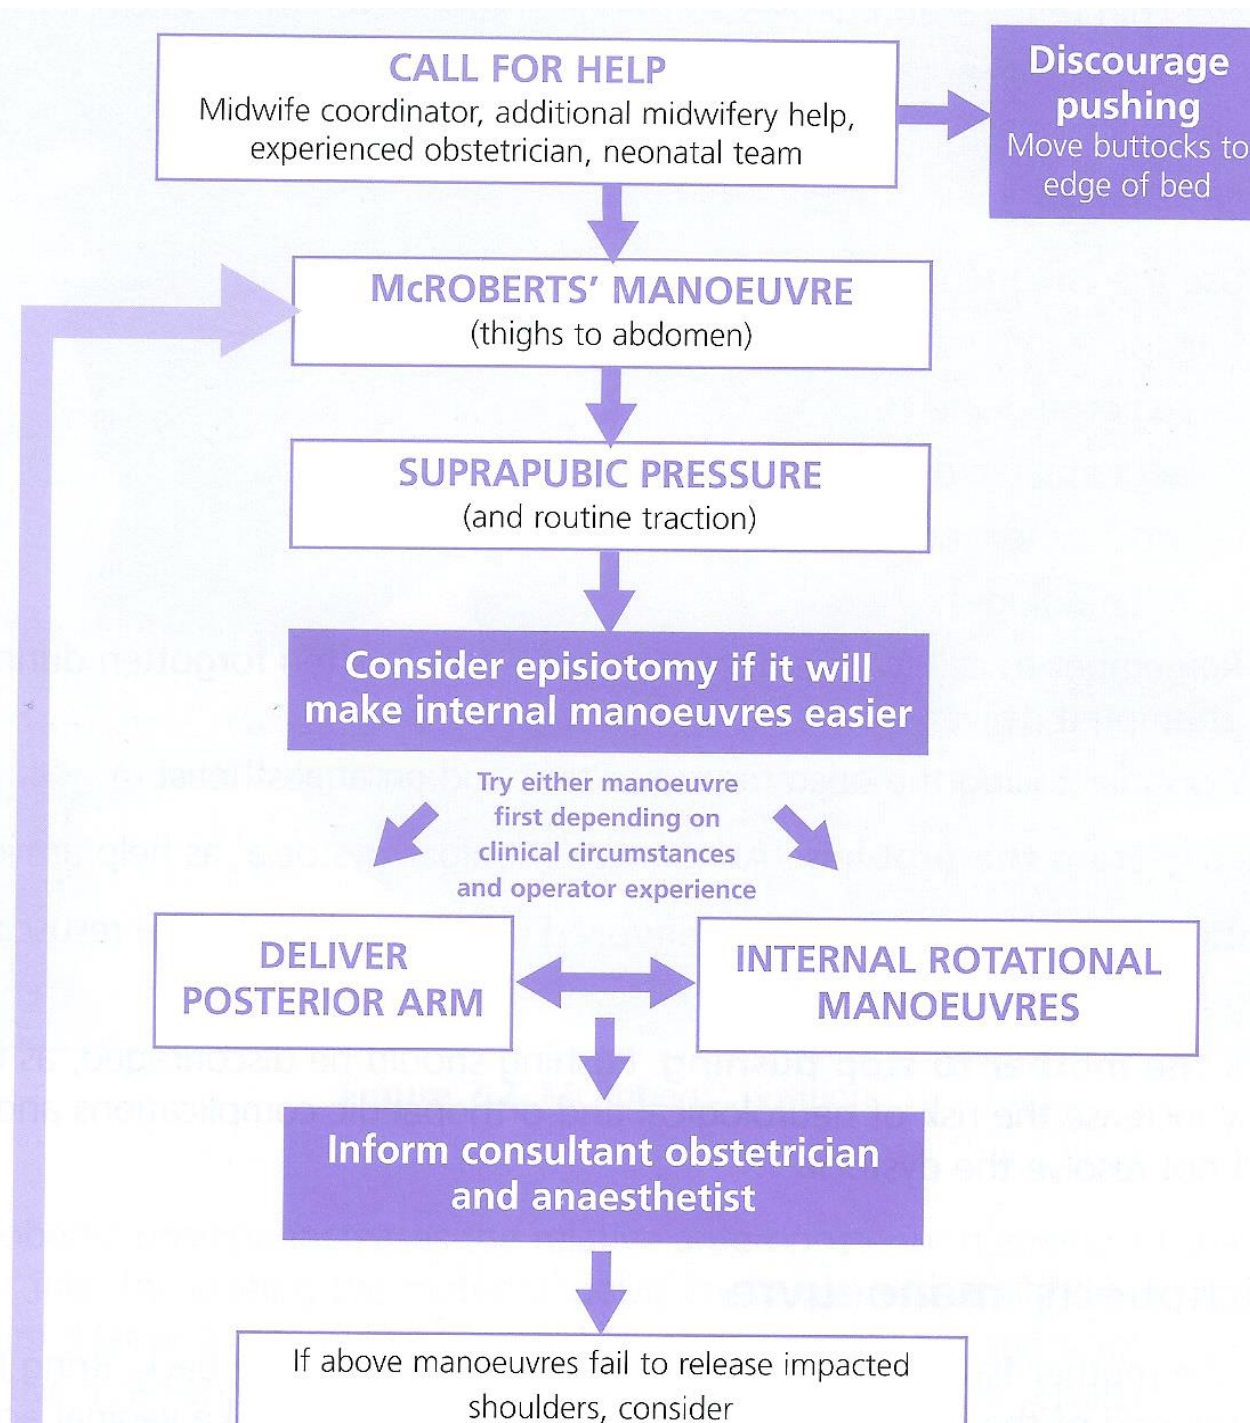 CALL FOR HELP
Midwife coordinator, additional midwifery help,
experienced obstetrician, neonatal team
Discourage
pushing
Move buttocks to
edge of bed
McROBERTS’ MANOEUVRE
(thighs to abdomen)
SUPRAPUBIC PRESSURE
(and routine traction)
Consider episiotomy if it will
make internal manoeuvres easier
Try either manoeuvre
first depending on
clinical circumstances
and operator experience
DELIVER
POSTERIOR ARM
INTERNAL ROTATIONAL
MANOEUVRES
Inform consultant obstetrician
and anaesthetist
If above manoeuvres fail to release impacted
shoulders, consider